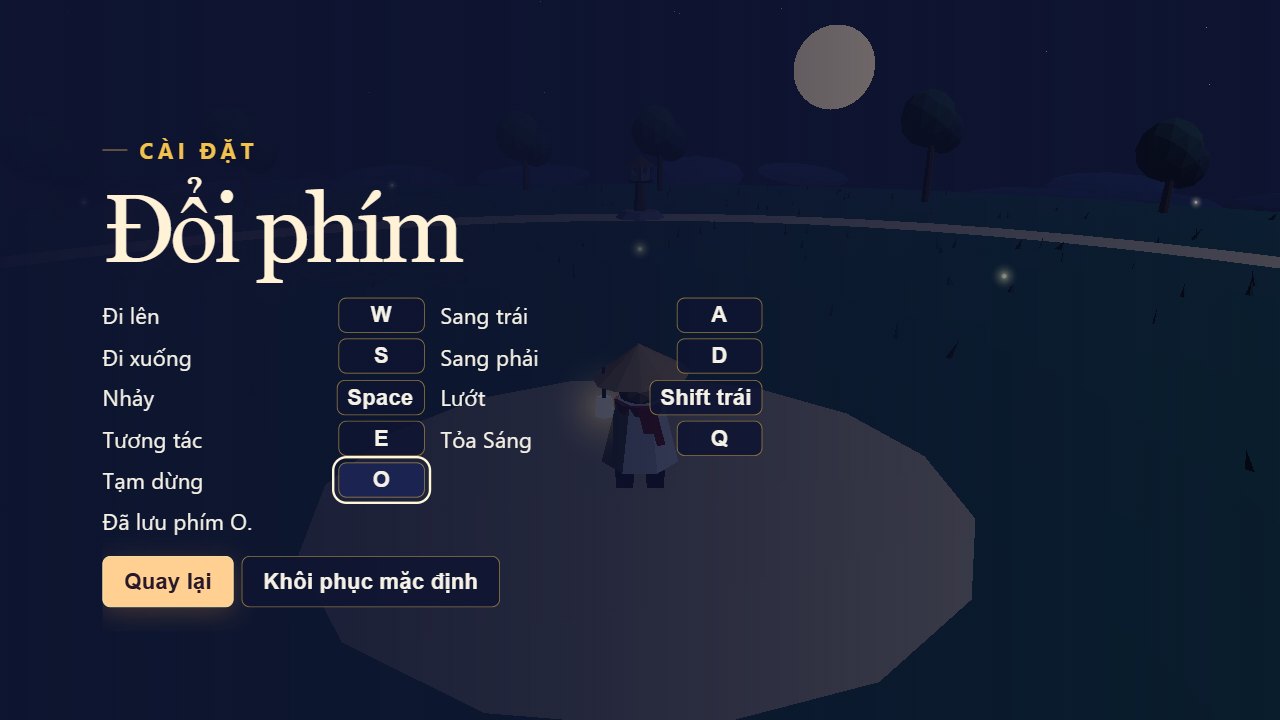 CÀI ĐẶT
Đổi phím
Đi lên W Sang trái A
Đi xuống S Sang phải D
Nhảy Space Lướt Shift trái
Tương tác E Tỏa Sáng Q
Tạm dừng O
Đã lưu phím O.
Quay lại Khôi phục mặc định